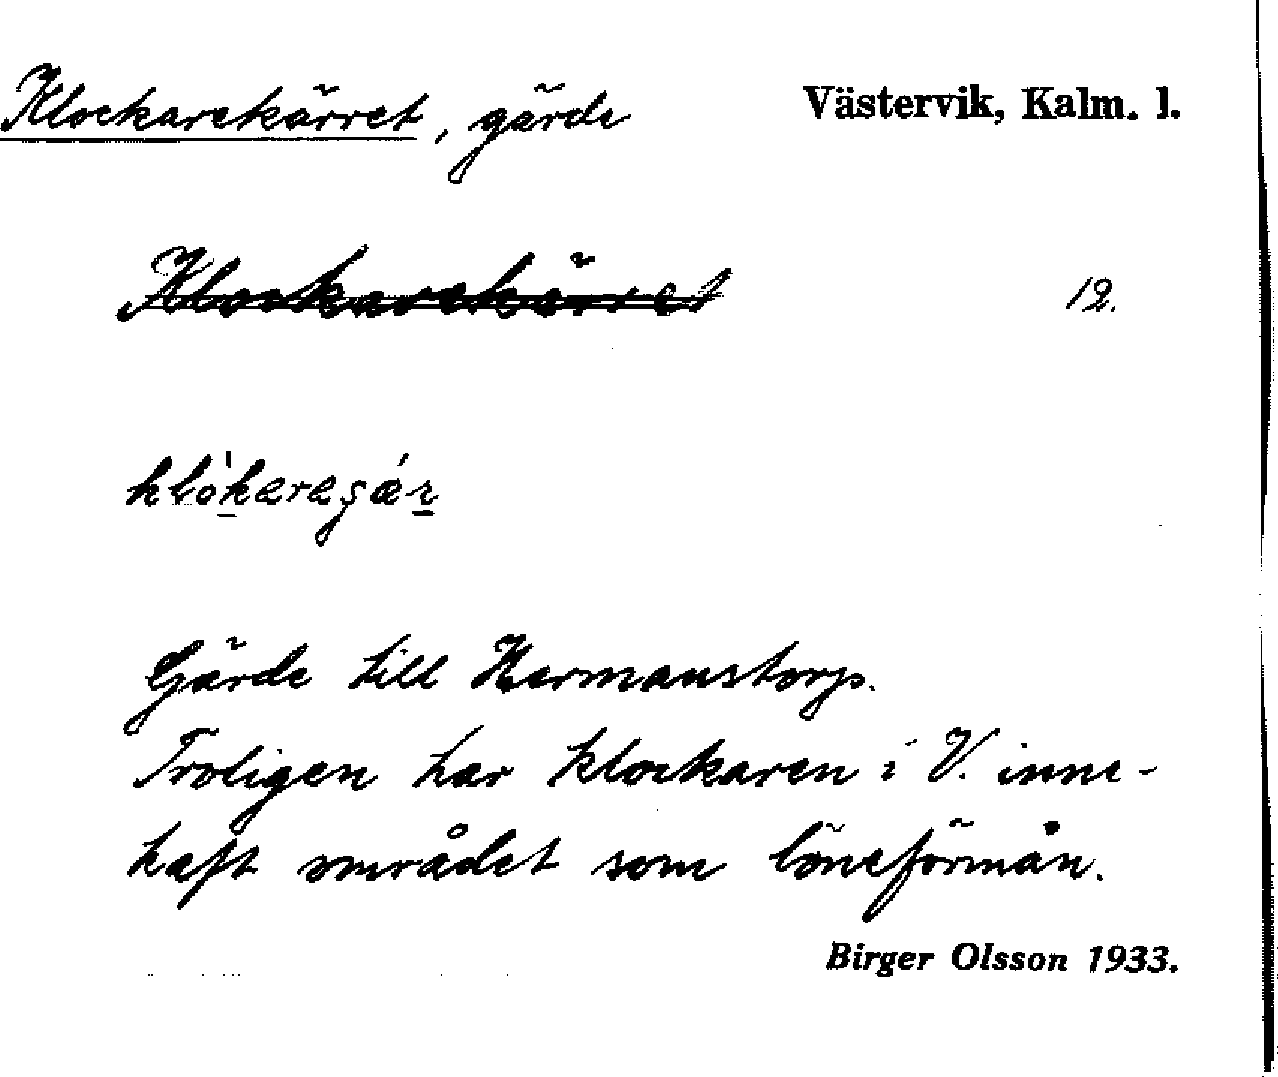 Klockarekärret, gärde Västervik, Kalm. l.
Klockarekärret 12.
Gärde till Hermanstorp.
Troligen har klockaren i V. inne-
haft området som löneförmån.
Birger Olsson 1933.